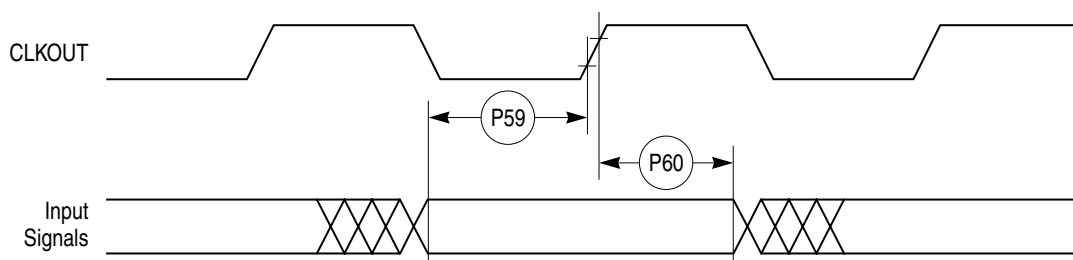 CLKOUT
P59
P60
Input
Signals